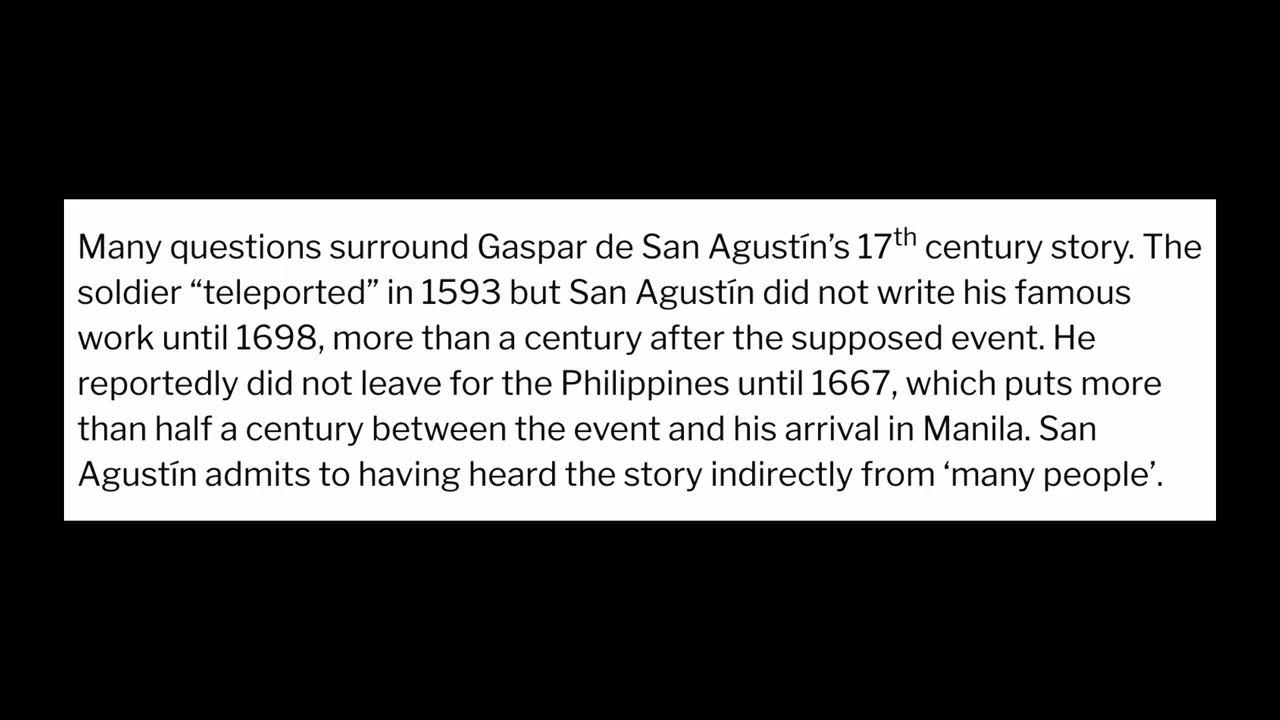 Many questions surround Gaspar de San Agustín’s 17th century story. The
soldier “teleported” in 1593 but San Agustín did not write his famous
work until 1698, more than a century after the supposed event. He
reportedly did not leave for the Philippines until 1667, which puts more
than half a century between the event and his arrival in Manila. San
Agustín admits to having heard the story indirectly from ‘many people’.